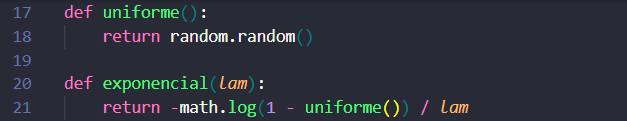 17 def uniforme():
18     return random.random()
19
20 def exponencial(lam):
21     return -math.log(1 - uniforme()) / lam